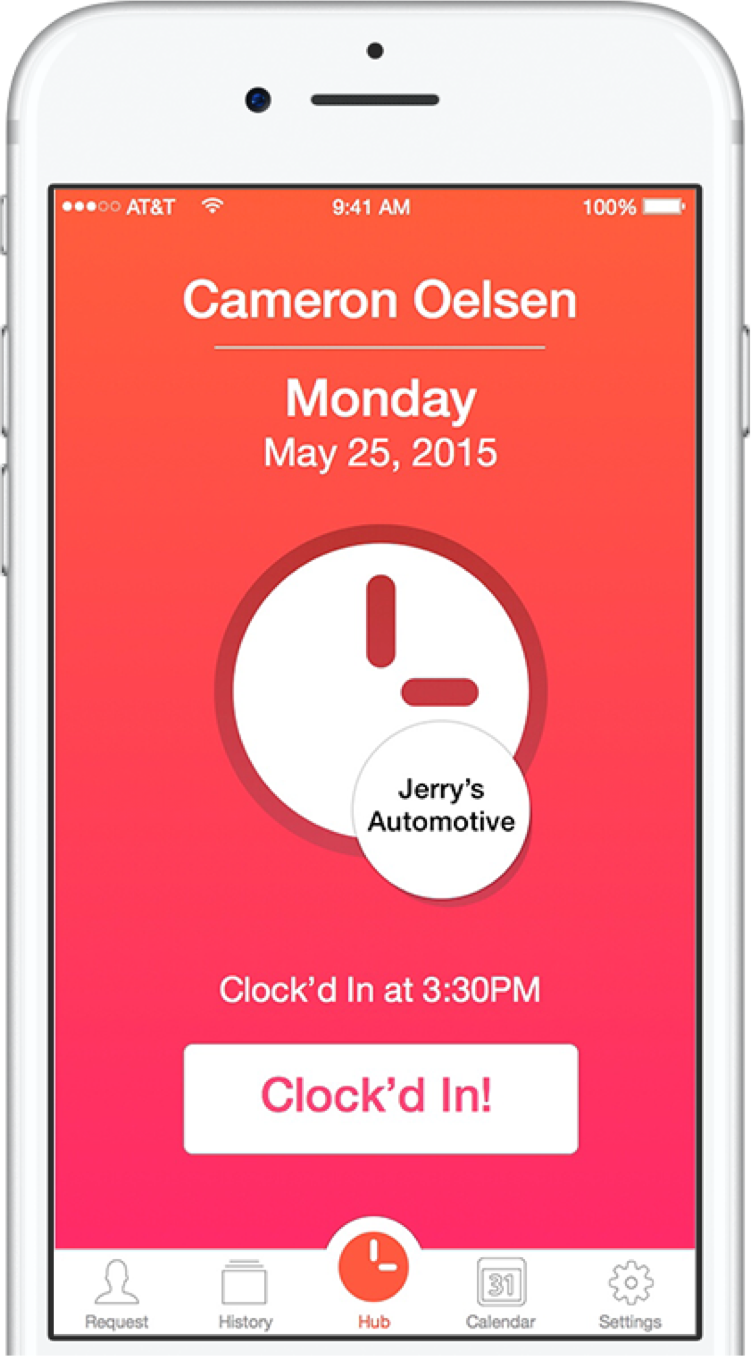 AT&T 9:41 AM 100%
Cameron Oelsen
Monday
May 25, 2015
Jerry's
Automotive
Clock'd In at 3:30PM
Clock'd In!
31
Request History Hub Calendar Settings